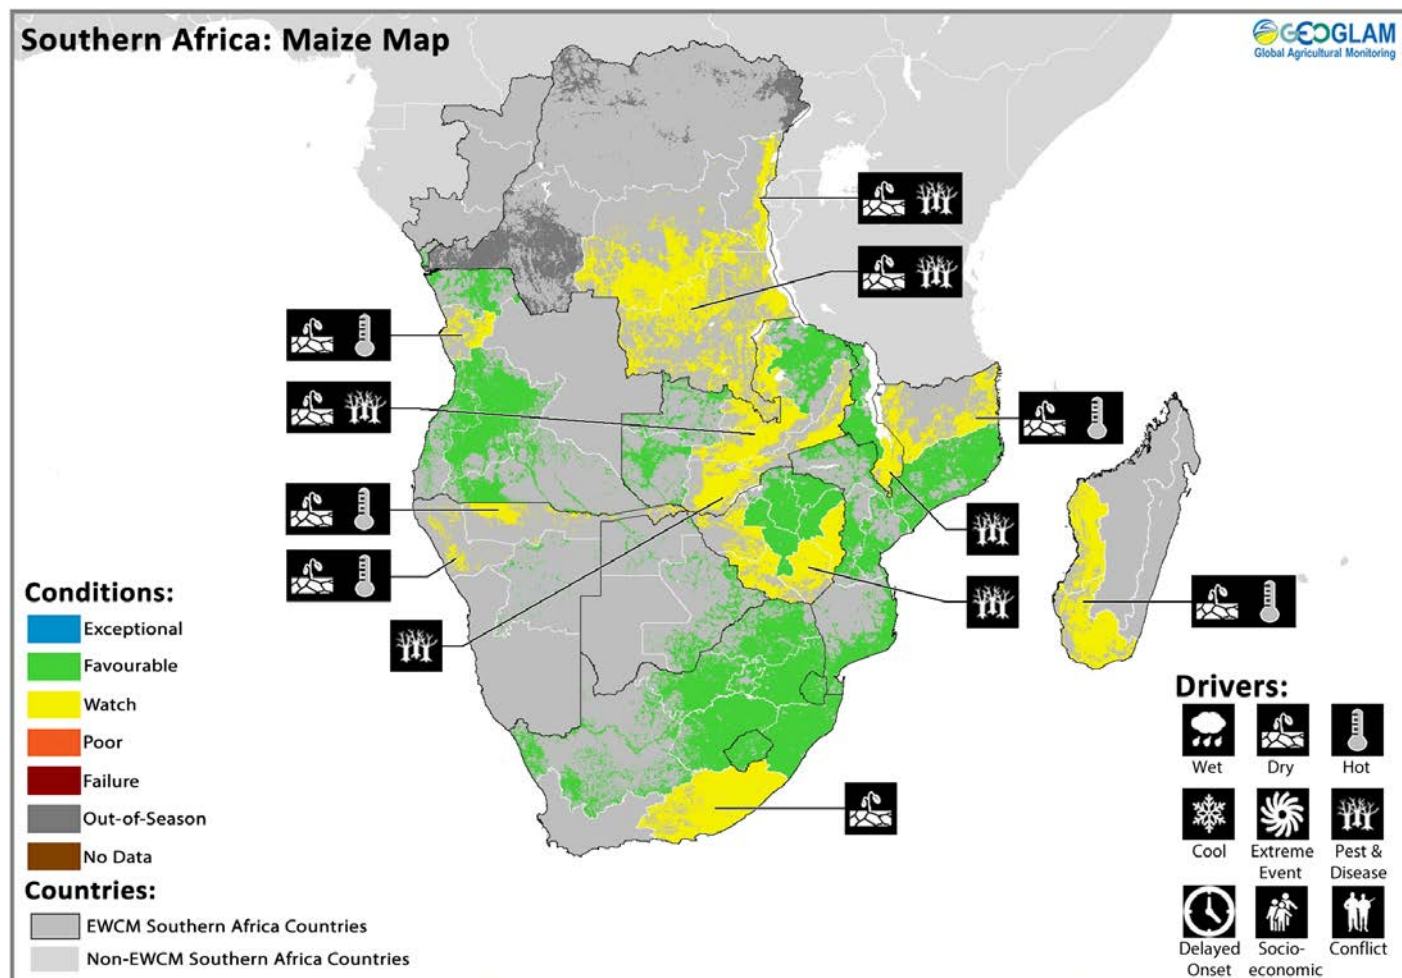 Southern Africa: Maize Map
GEOGLAM
Global Agricultural Monitoring
Conditions:
Exceptional
Favourable
Watch
Poor
Failure
Out-of-Season
No Data
Countries:
EWCM Southern Africa Countries
Non-EWCM Southern Africa Countries
Drivers:
Wet
Dry
Hot
Cool
Extreme
Event
Pest &
Disease
Delayed
Onset
Socio-
economic
Conflict